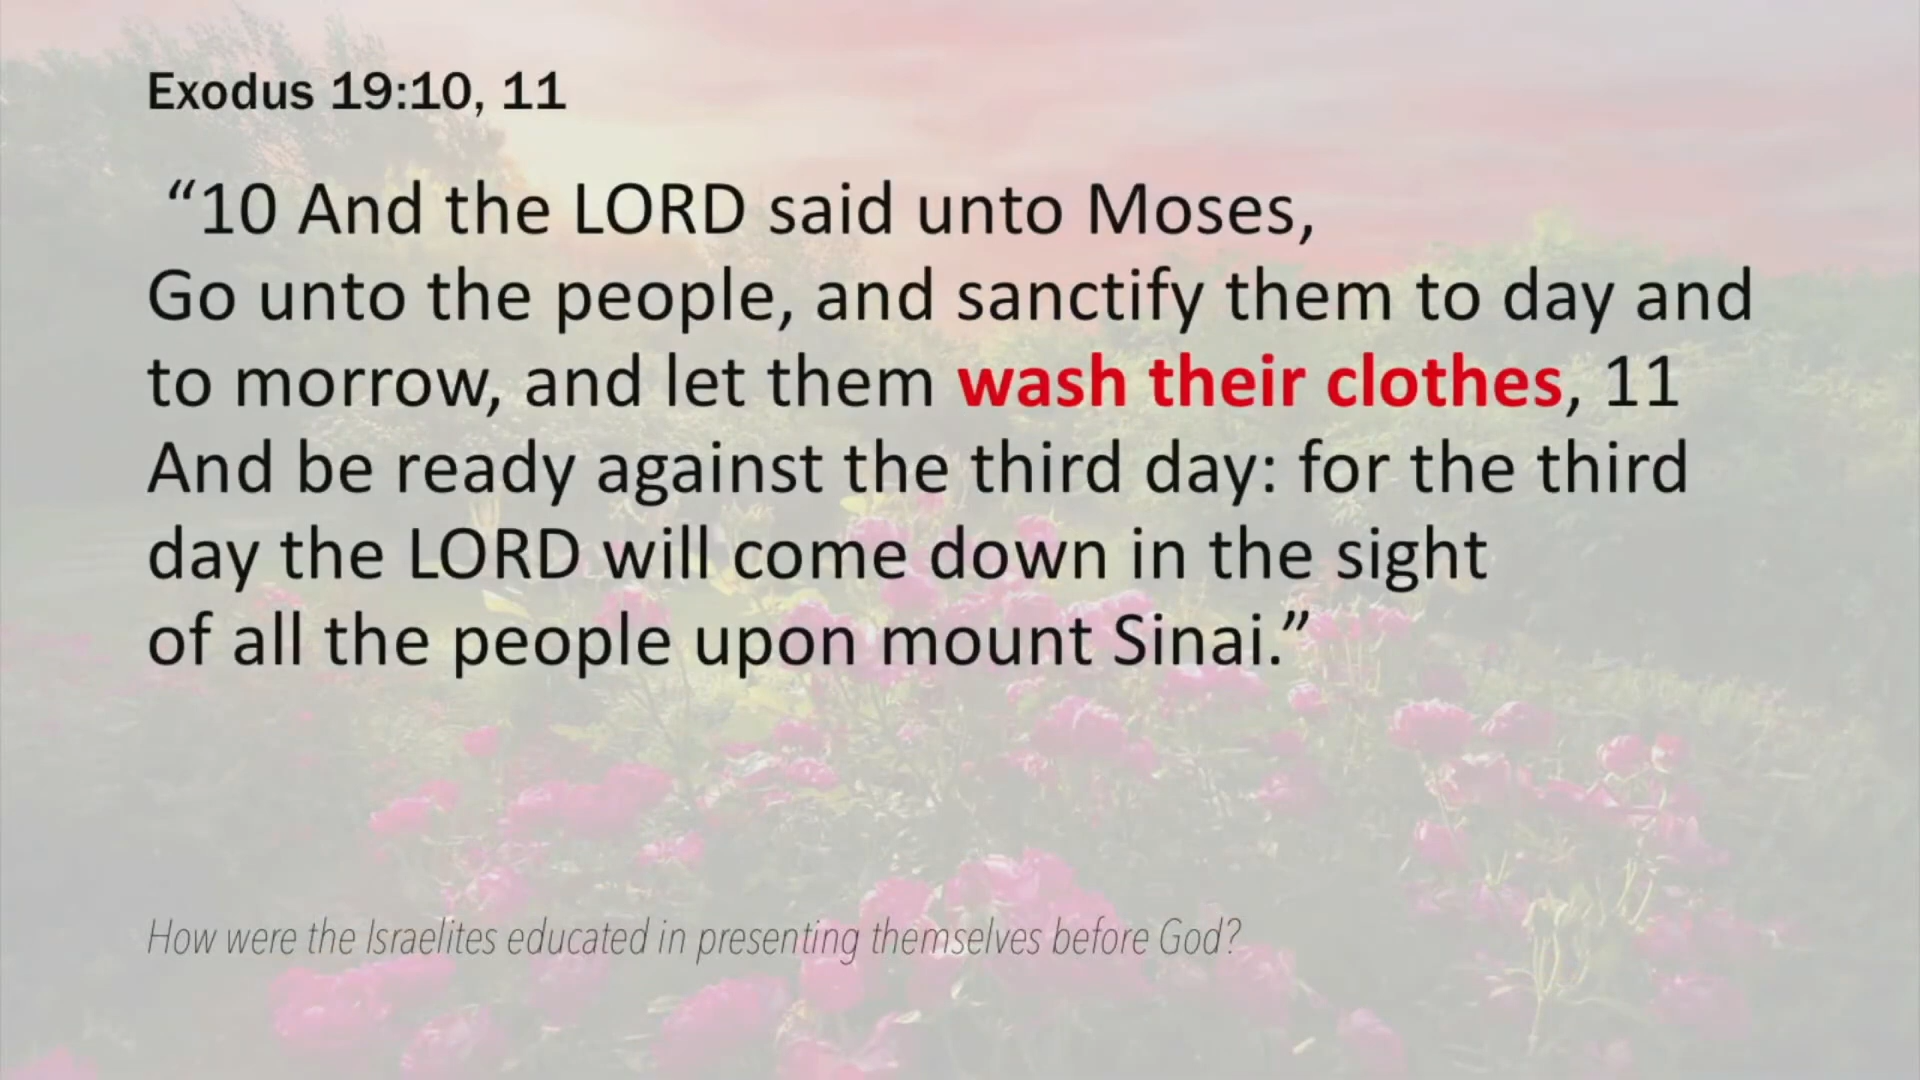 Exodus 19:10, 11
“10 And the LORD said unto Moses,
Go unto the people, and sanctify them to day and
to morrow, and let them wash their clothes, 11
And be ready against the third day: for the third
day the LORD will come down in the sight
of all the people upon mount Sinai.”
How were the Israelites educated in presenting themselves before God?